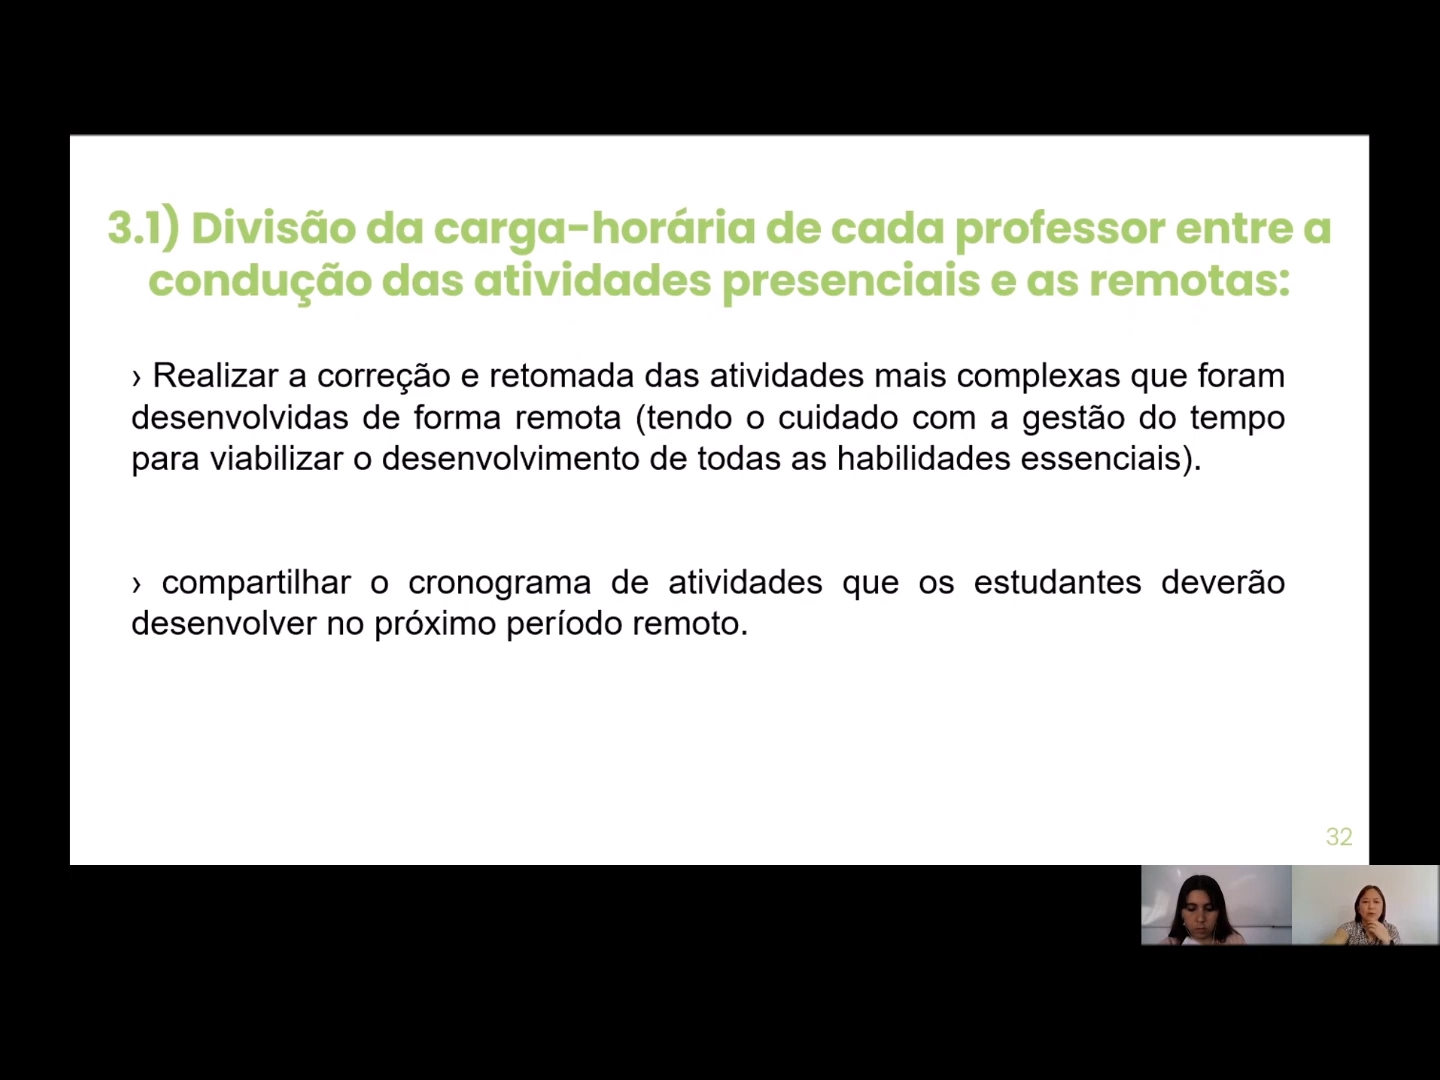 3.1) Divisão da carga-horária de cada professor entre a
condução das atividades presenciais e as remotas:
› Realizar a correção e retomada das atividades mais complexas que foram
desenvolvidas de forma remota (tendo o cuidado com a gestão do tempo
para viabilizar o desenvolvimento de todas as habilidades essenciais).
› compartilhar o cronograma de atividades que os estudantes deverão
desenvolver no próximo período remoto.
32